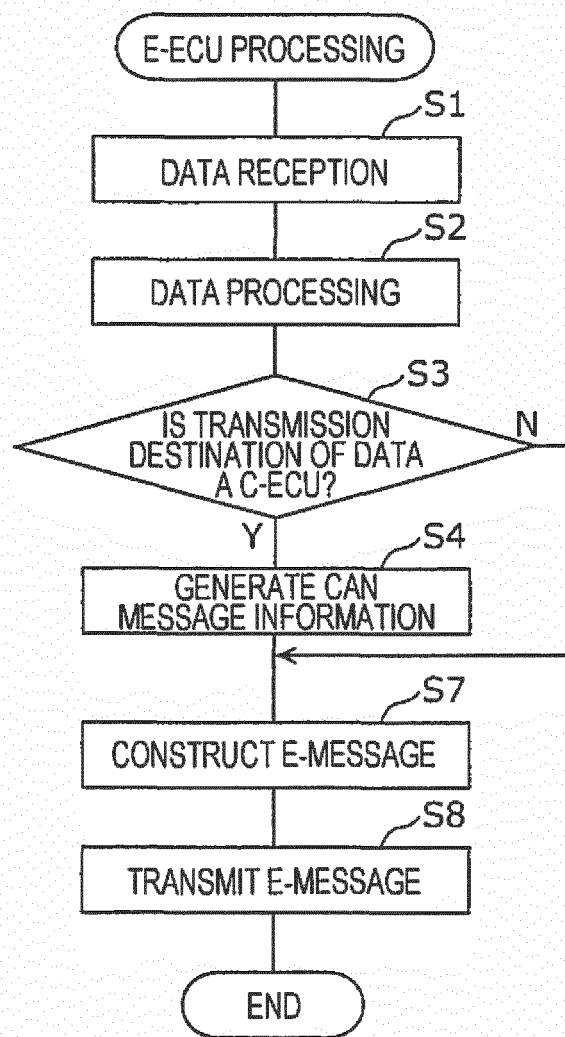 E-ECU PROCESSING
S1
DATA RECEPTION
S2
DATA PROCESSING
S3
IS TRANSMISSION
DESTINATION OF DATA
A C-ECU?
N
Y
S4
GENERATE CAN
MESSAGE INFORMATION
S7
CONSTRUCT E-MESSAGE
S8
TRANSMIT E-MESSAGE
END